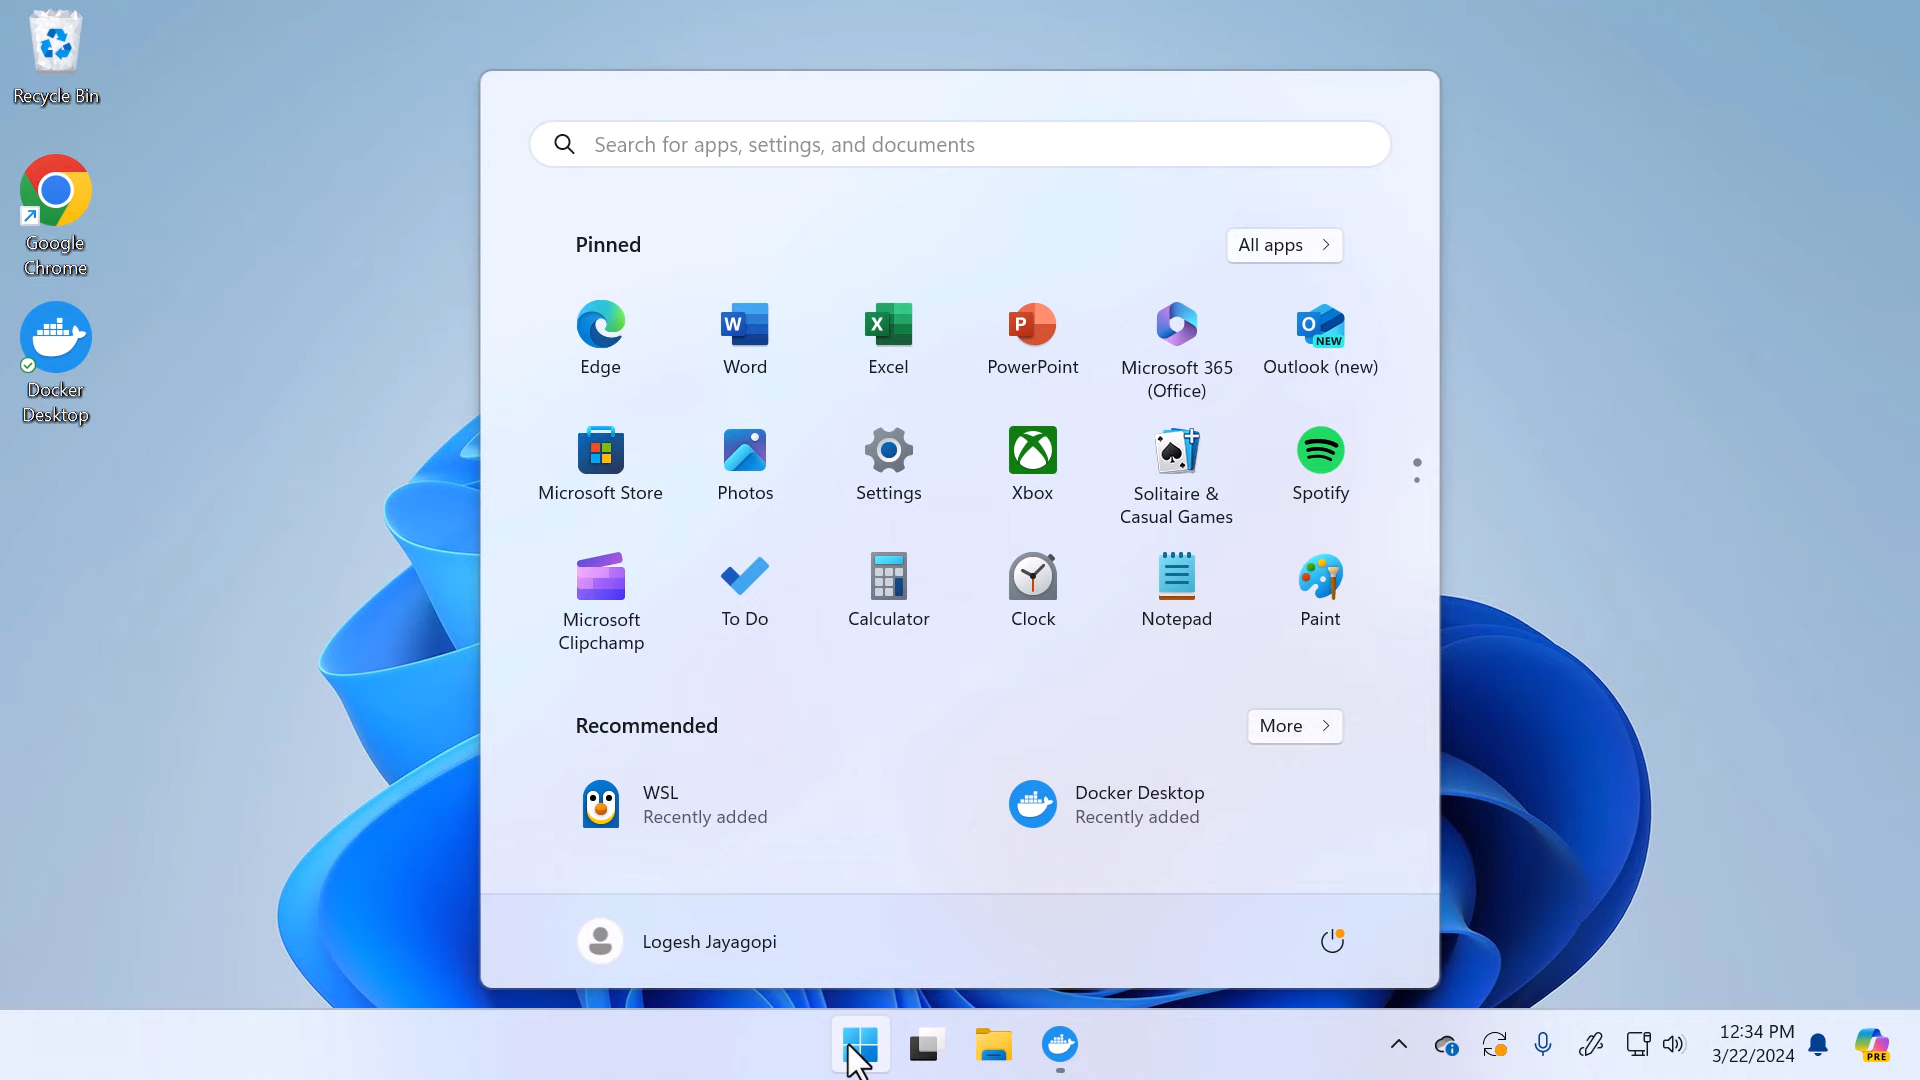 Recycle Bin
Google
Chrome
Docker
Desktop
Search for apps, settings, and documents
Pinned
All apps
Edge
W
Word
X
Excel
P
PowerPoint
Microsoft 365
(Office)
O
NEW
Outlook (new)
Microsoft Store
Photos
Settings
Xbox
Solitaire &
Casual Games
Spotify
Microsoft
Clipchamp
To Do
Calculator
Clock
Notepad
Paint
Recommended
More
WSL
Recently added
Docker Desktop
Recently added
Logesh Jayagopi
12:34 PM
3/22/2024
PRE